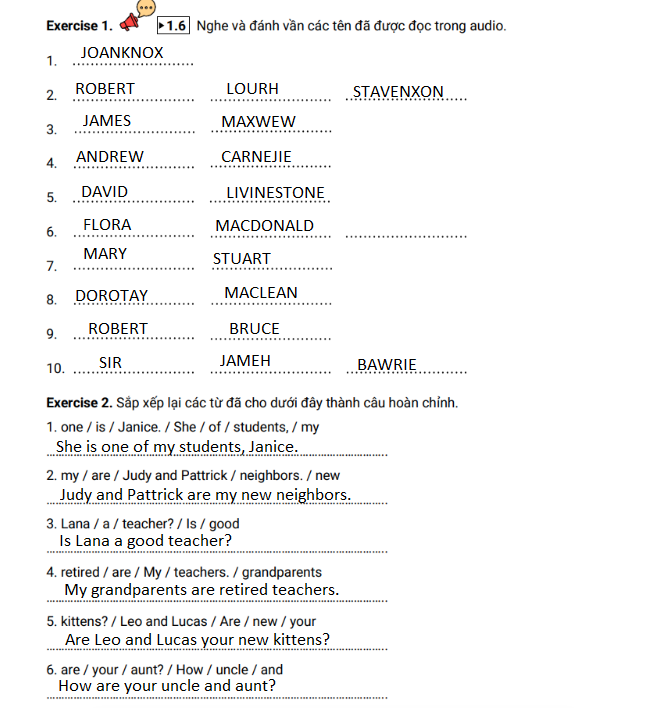 Exercise 1. ▶1.6 Nghe và đánh vần các tên đã được đọc trong audio.
1. JOANKNOX
2. ROBERT LOURH STAVENXON
3. JAMES MAXWEW
4. ANDREW CARNEJIE
5. DAVID LIVINESTONE
6. FLORA MACDONALD
7. MARY STUART
8. DOROTAY MACLEAN
9. ROBERT BRUCE
10. SIR JAMEH BAWRIE
Exercise 2. Sắp xếp lại các từ đã cho dưới đây thành câu hoàn chỉnh.
1. one / is / Janice. / She / of / students, / my
She is one of my students, Janice.
2. my / are / Judy and Pattrick / neighbors. / new
Judy and Pattrick are my new neighbors.
3. Lana / a / teacher? / Is / good
Is Lana a good teacher?
4. retired / are / My / teachers. / grandparents
My grandparents are retired teachers.
5. kittens? / Leo and Lucas / Are / new / your
Are Leo and Lucas your new kittens?
6. are / your / aunt? / How / uncle / and
How are your uncle and aunt?